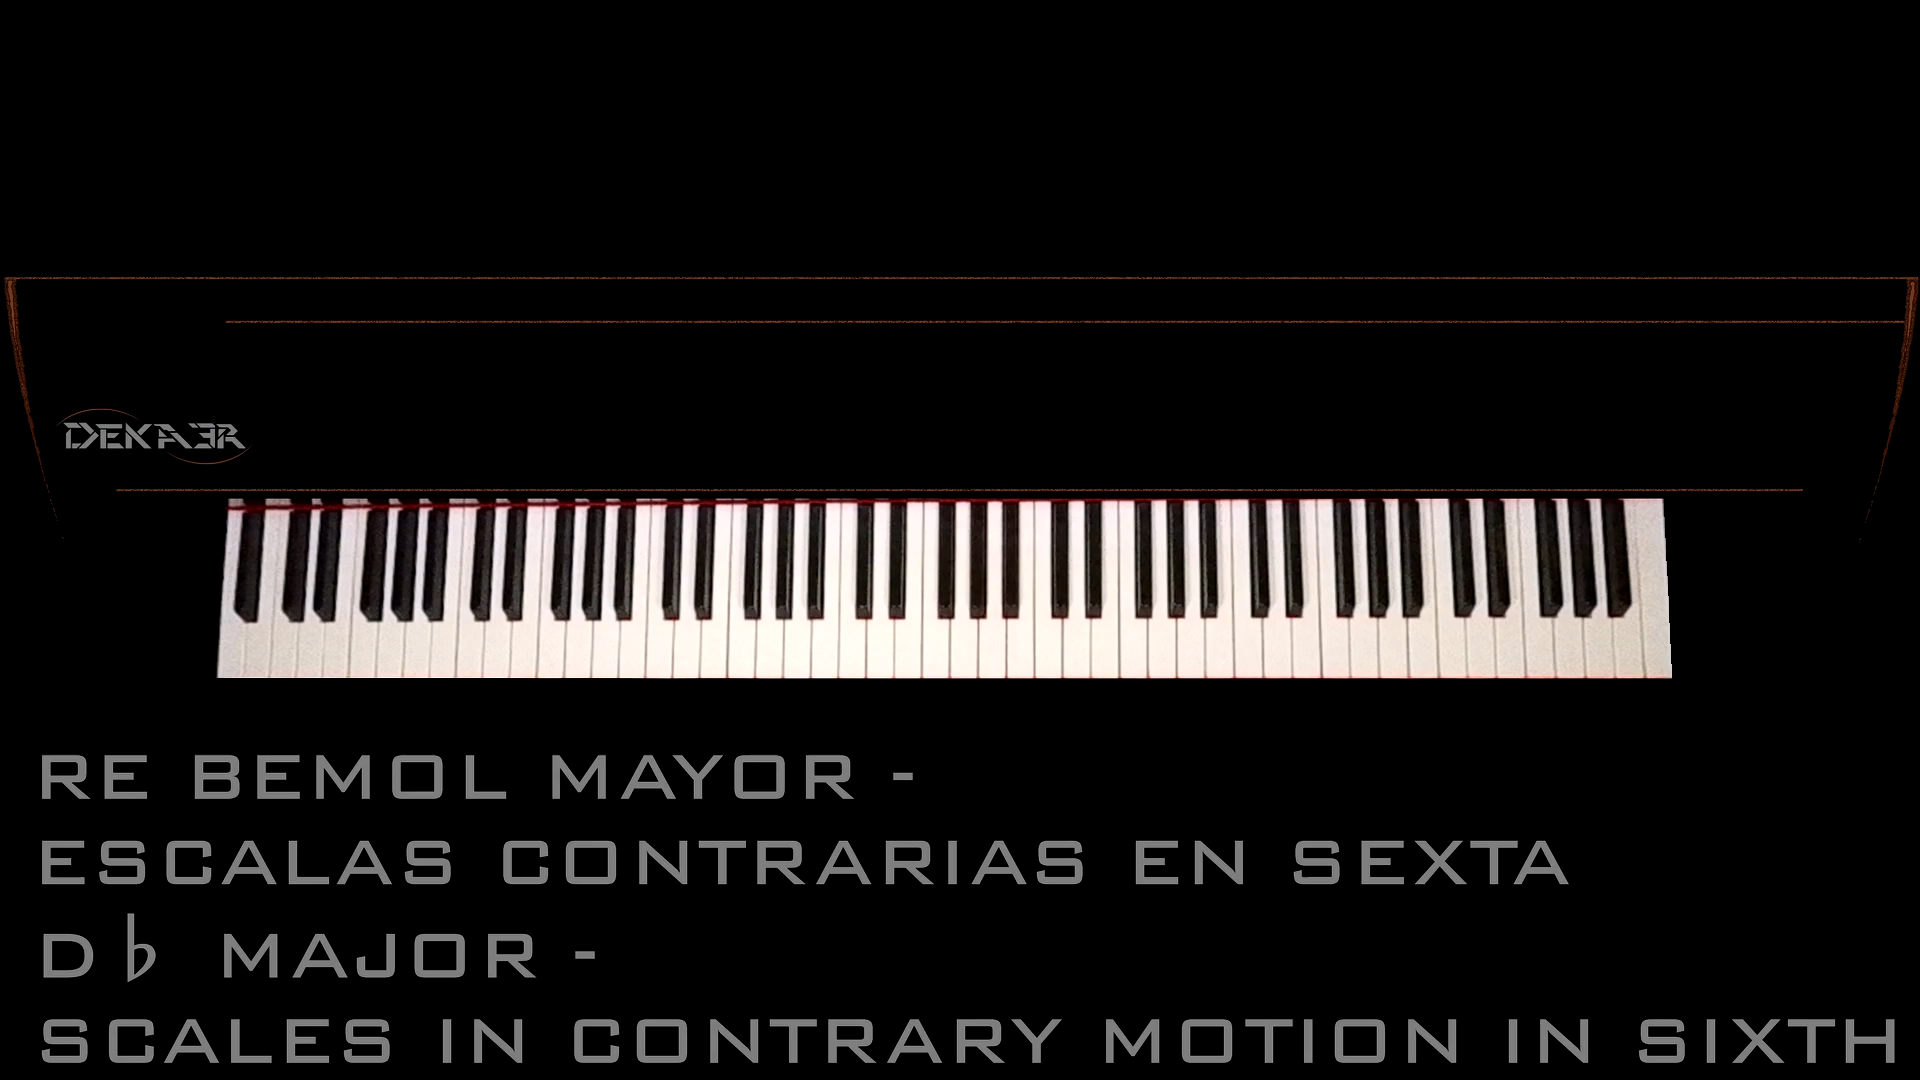 DEKAER
RE BEMOL MAYOR -
ESCALAS CONTRARIAS EN SEXTA
D♭ MAJOR -
SCALES IN CONTRARY MOTION IN SIXTH